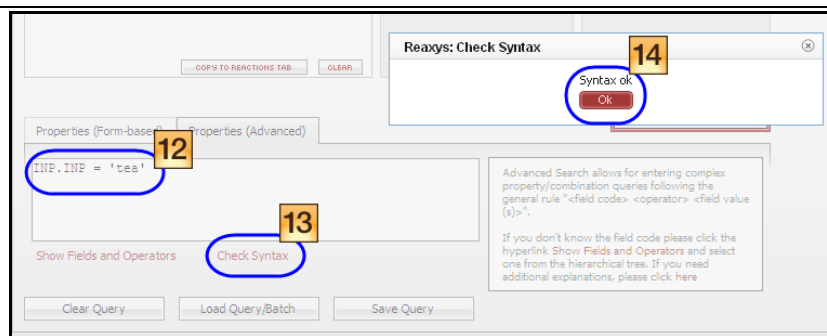 Reaxys: Check Syntax
14
Syntax ok
Ok
COPY TO REACTIONS TAB
CLEAR
Properties (Form-based)
Properties (Advanced)
12
INP.INP = 'tea'
13
Show Fields and Operators
Check Syntax
Advanced Search allows for entering complex
property/combination queries following the
general rule "<field code> <operator> <field value
(s)>".
If you don't know the field code please click the
hyperlink Show Fields and Operators and select
one from the hierarchical tree. If you need
additional explanations, please click here
Clear Query
Load Query/Batch
Save Query